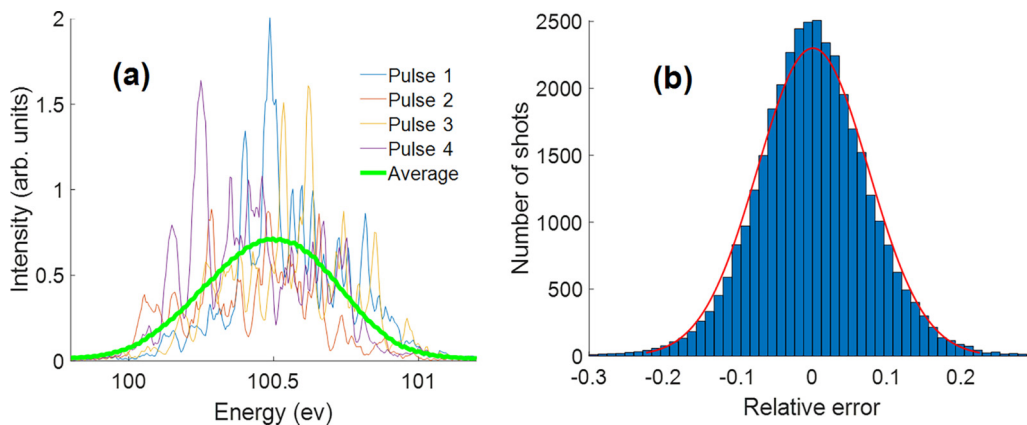 (a)
Intensity (arb. units)
2
1.5
1
0.5
0
Pulse 1
Pulse 2
Pulse 3
Pulse 4
Average
100
100.5
101
Energy (ev)
(b)
Number of shots
2500
2000
1500
1000
500
0
-0.3
-0.2
-0.1
0
0.1
0.2
Relative error